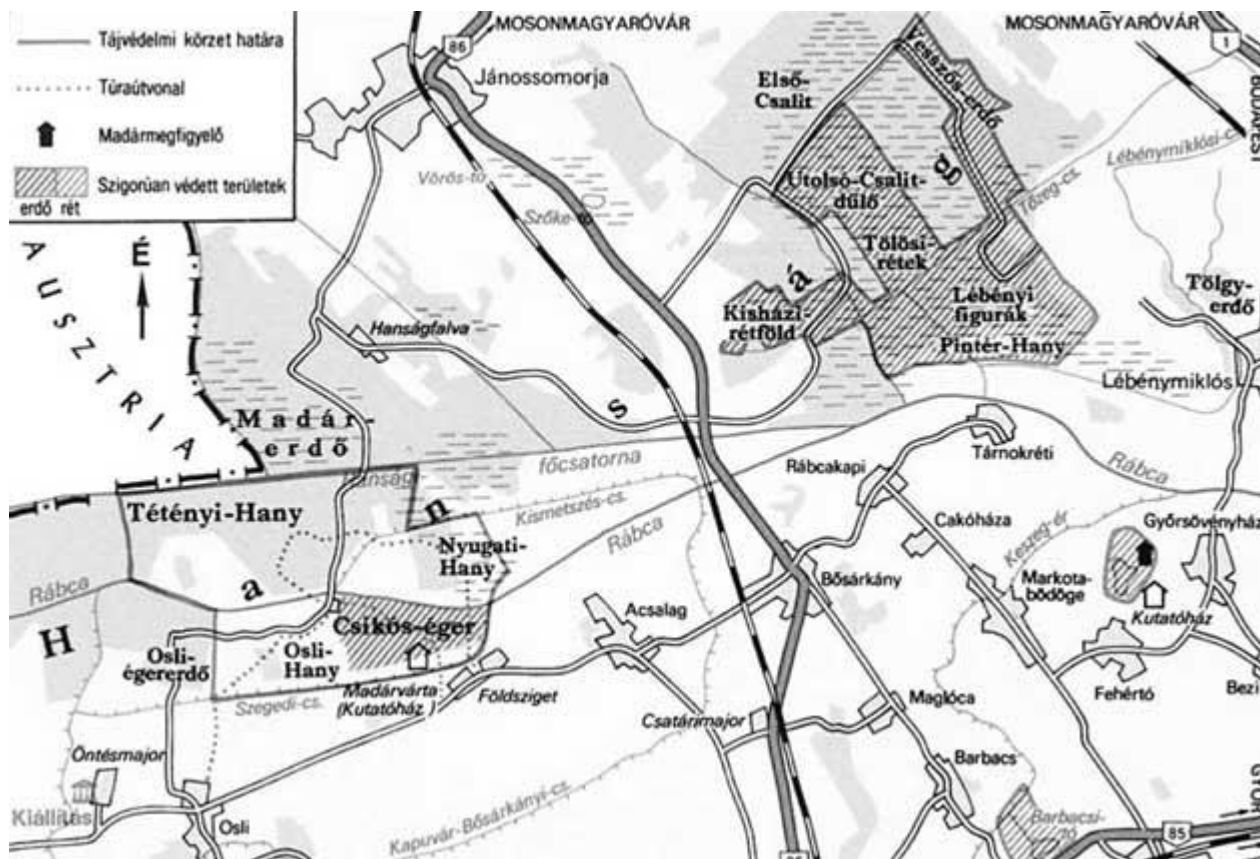 Tájvédelmi körzet határa
Túraútvonal
Madármegfigyelő
Szigorúan védett területek
erdő rét
86
MOSONMAGYARÓVÁR
MOSONMAGYARÓVÁR
1
Jánossomorja
Első-
Csalit
Vesszős-erdő
Lébénymiklósi-c.
Vörös-tó
Szőke-tó
Utolsó-Csalit-
dűlő
Tőzeg-cs.
AUSZTRIA
É
Tölösi-
rétek
Tölgy-
erdő
Hanságfalva
Kisházi-
rétföld
Lébényi
figurák
Pintér-Hany
Lébénymiklós
Hanság
Madár-
erdő
főcsatorna
Hanság
Tárnokréti
Rábcakapi
Rábca
Tétényi-Hany
Kismetszés-cs.
Nyugati-
Hany
Rábca
Cakóháza
Keszeg-ér
Győrsövényház
Rábca
Bősárkány
Markota-
bödöge
Acsalag
Csíkos-éger
Kutatóház
Osli-
égererdő
Osli-
Hany
Madárvárta
(Kutatóház)
Földsziget
Fehértó
Bezi
Szegedi-cs.
Maglóca
Csatárimajor
Öntésmajor
Barbacs
Kiállítás
Osli
Kapuvár-Bősárkányi-cs.
Barbacsi-
tó
85